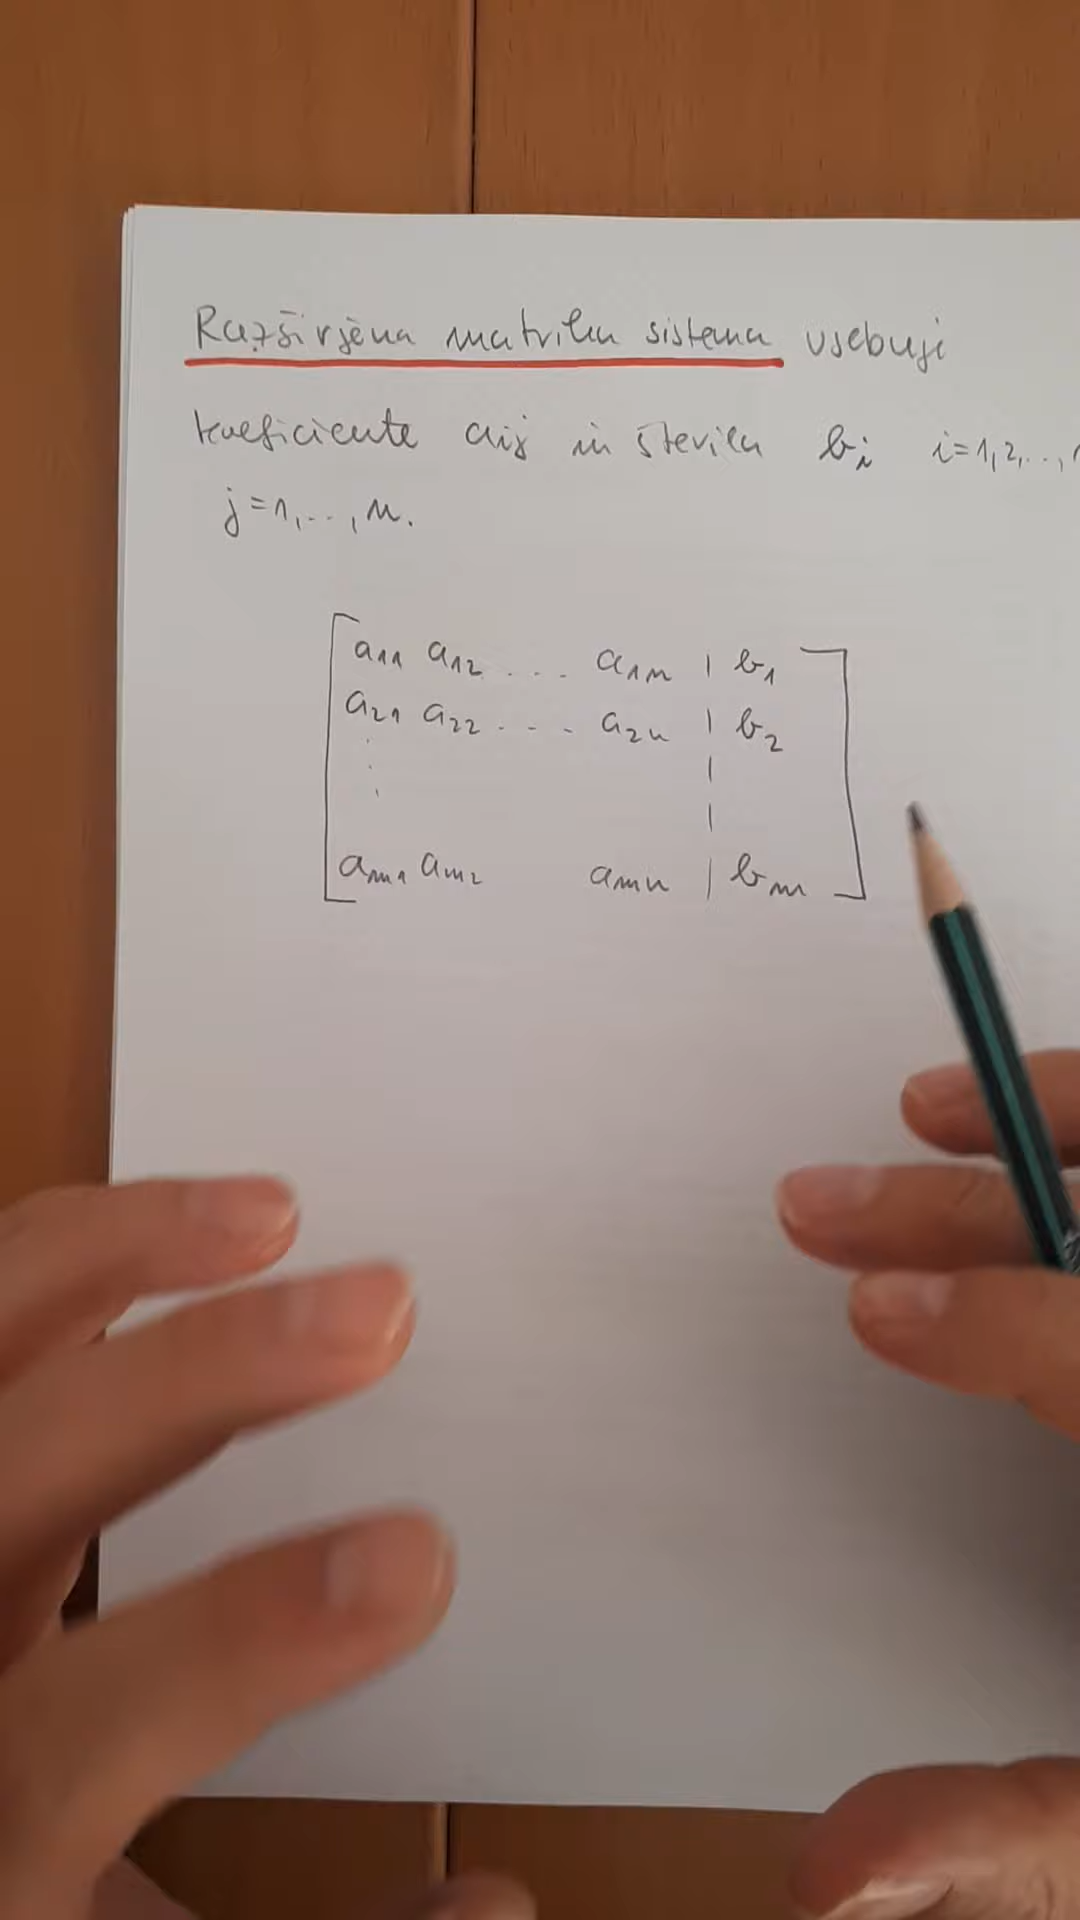 Razširjena matrika sistema vsebuje
koeficiente aij in števila bi i=1,2,...,
j=1,...,n.
a11 a12 ... a1n | b1
a21 a22 ... a2n | b2
am1 am2 amn | bm